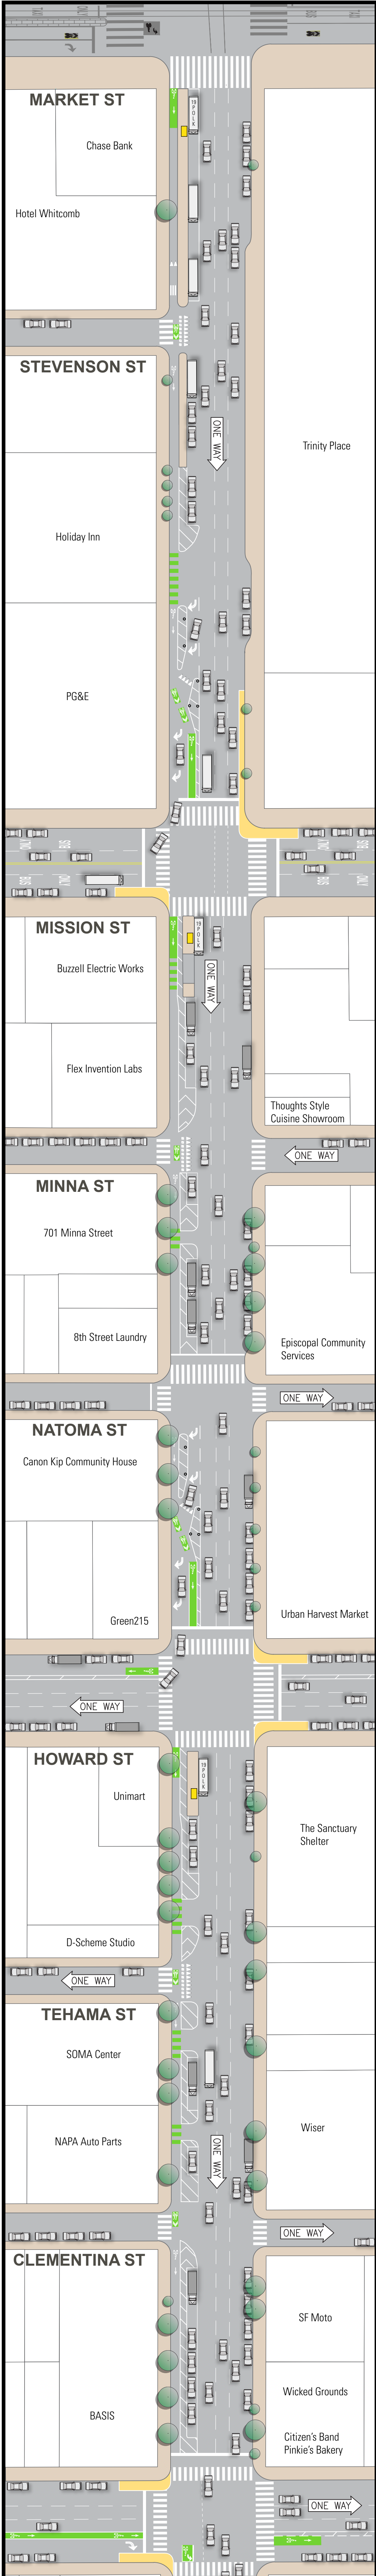 MARKET ST
19 POLK
Chase Bank
Hotel Whitcomb
STEVENSON ST
ONE WAY
Trinity Place
Holiday Inn
PG&E
BUS
ONLY
BUS
ONLY
MISSION ST
19 POLK
Buzzell Electric Works
ONE WAY
Flex Invention Labs
Thoughts Style
Cuisine Showroom
ONE WAY
MINNA ST
701 Minna Street
8th Street Laundry
Episcopal Community
Services
ONE WAY
NATOMA ST
Canon Kip Community House
Green215
Urban Harvest Market
ONE WAY
HOWARD ST
19 POLK
Unimart
The Sanctuary
Shelter
D-Scheme Studio
ONE WAY
TEHAMA ST
SOMA Center
NAPA Auto Parts
Wiser
ONE WAY
ONE WAY
CLEMENTINA ST
SF Moto
Wicked Grounds
BASIS
Citizen's Band
Pinkie's Bakery
ONE WAY